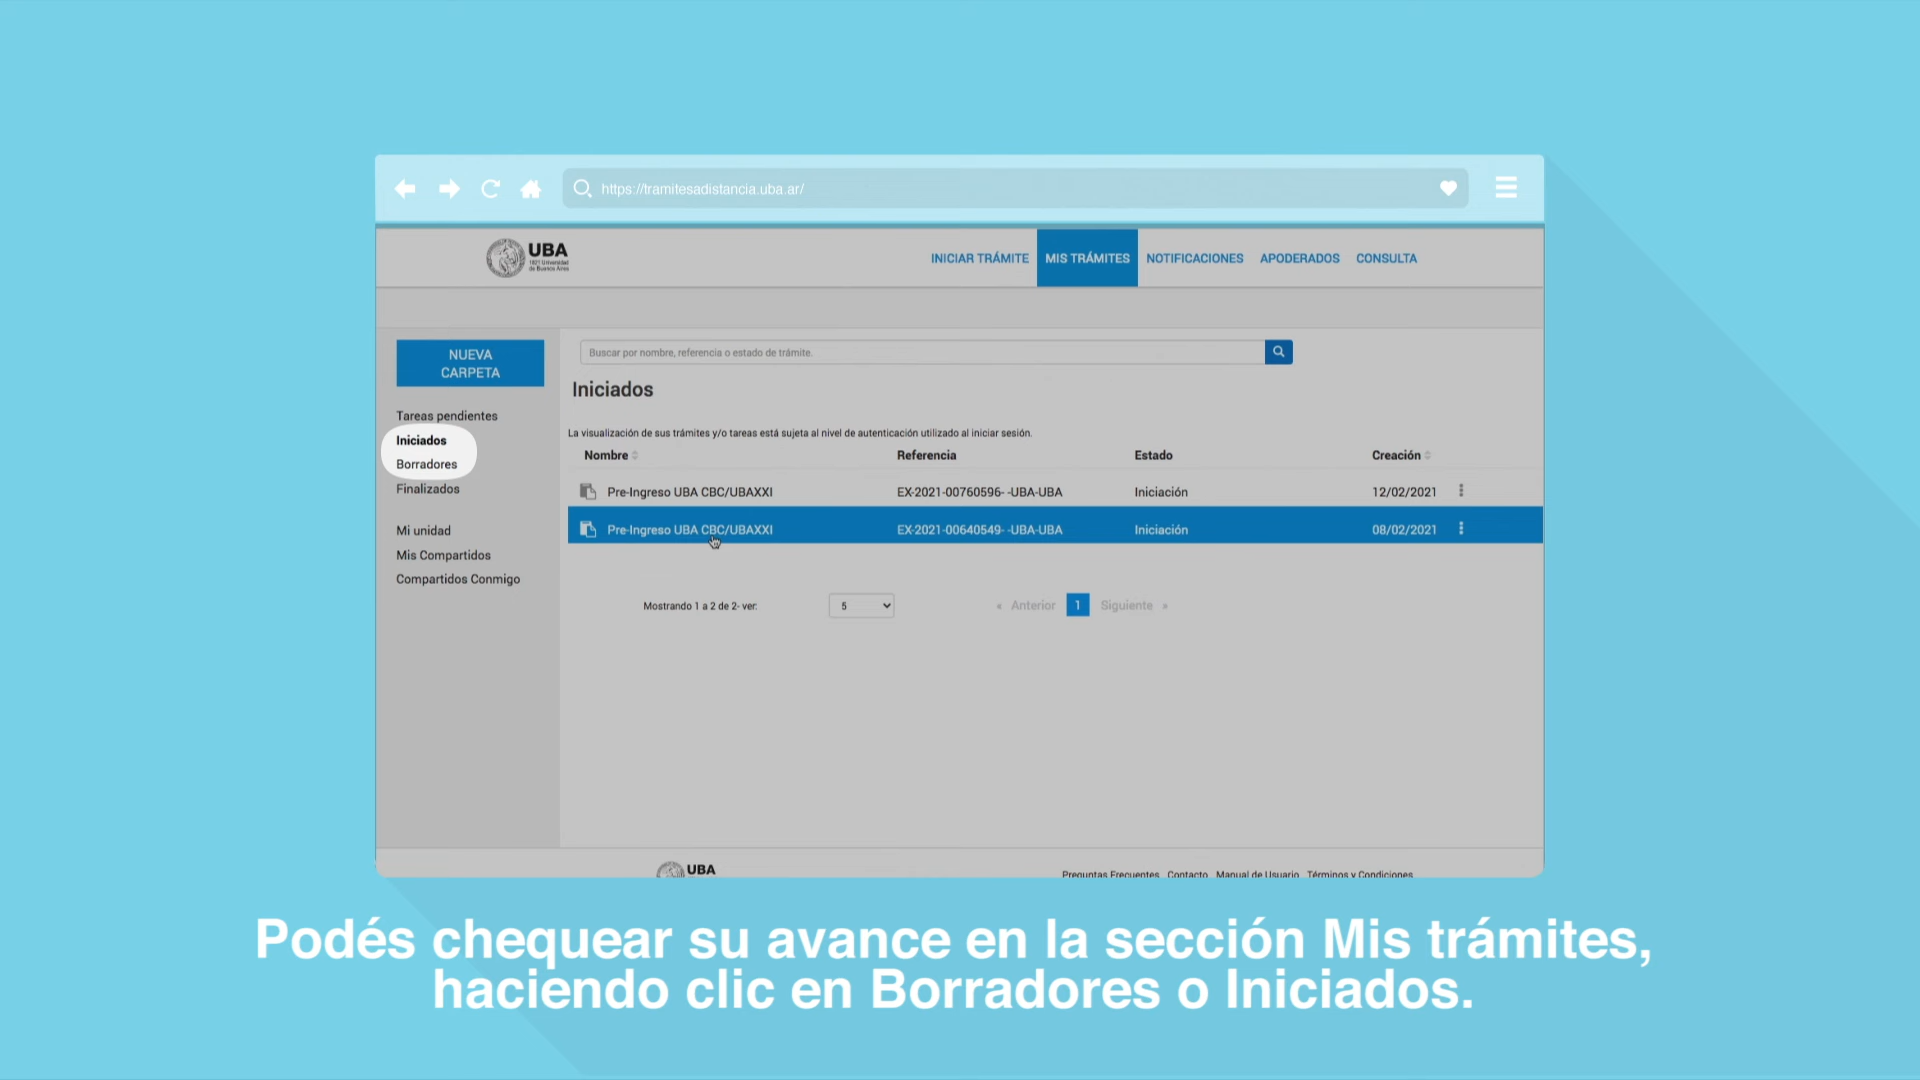 https://tramitesadistancia.uba.ar/
UBA
1821 Universidad
de Buenos Aires
INICIAR TRÁMITE
MIS TRÁMITES
NOTIFICACIONES
APODERADOS
CONSULTA
NUEVA
CARPETA
Tareas pendientes
Iniciados
Borradores
Finalizados
Mi unidad
Mis Compartidos
Compartidos Conmigo
Buscar por nombre, referencia o estado de trámite.
Iniciados
La visualización de sus trámites y/o tareas está sujeta al nivel de autenticación utilizado al iniciar sesión.
Nombre Referencia Estado Creación
Pre-Ingreso UBA CBC/UBAXXI EX-2021-00760596- -UBA-UBA Iniciación 12/02/2021
Pre-Ingreso UBA CBC/UBAXXI EX-2021-00640549- -UBA-UBA Iniciación 08/02/2021
Mostrando 1 a 2 de 2- ver: 5 « Anterior 1 Siguiente »
UBA
Preguntas Frecuentes Contacto Manual de Usuario Términos y Condiciones
Podés chequear su avance en la sección Mis trámites,
haciendo clic en Borradores o Iniciados.